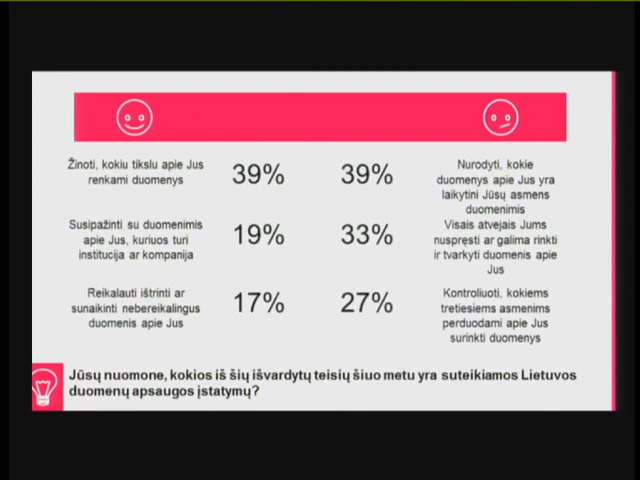 Žinoti, kokiu tikslu apie Jus
renkami duomenys
39%
39%
Nurodyti, kokie
duomenys apie Jus yra
laikytini Jūsų asmens
duomenimis
Susipažinti su duomenimis
apie Jus, kuriuos turi
institucija ar kompanija
19%
33%
Visais atvejais Jums
nuspręsti ar galima rinkti
ir tvarkyti duomenis apie
Jus
Reikalauti ištrinti ar
sunaikinti nebereikalingus
duomenis apie Jus
17%
27%
Kontroliuoti, kokiems
tretiesiems asmenims
perduodami apie Jus
surinkti duomenys
Jūsų nuomone, kokios iš šių išvardytų teisių šiuo metu yra suteikiamos Lietuvos
duomenų apsaugos įstatymų?